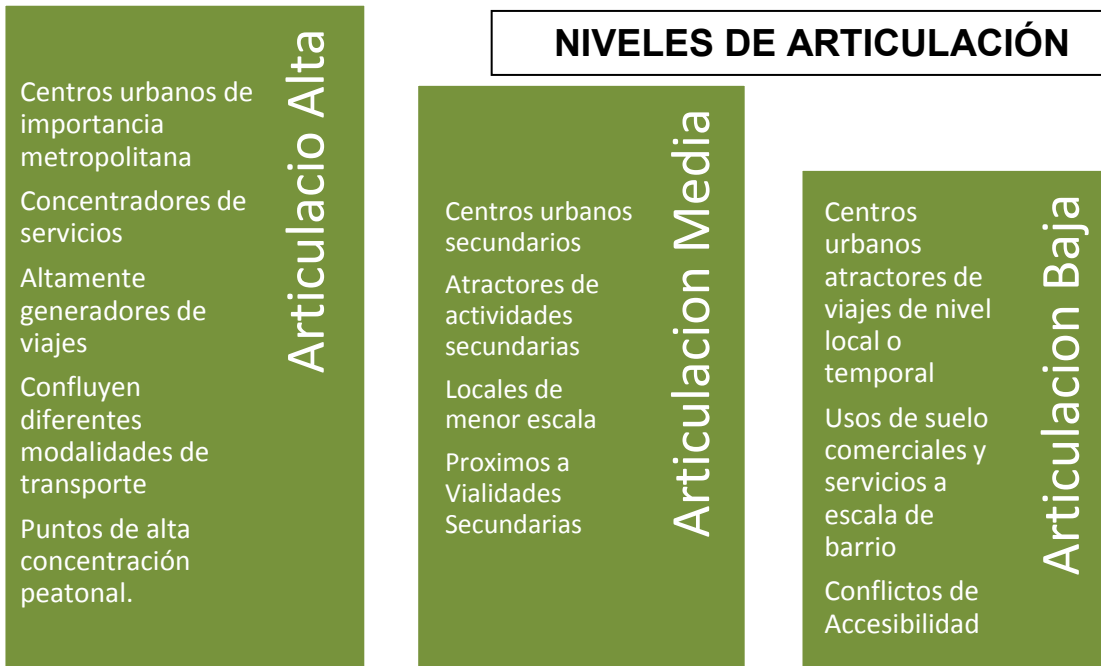 NIVELES DE ARTICULACIÓN
Articulacio Alta
Centros urbanos de
importancia
metropolitana
Concentradores de
servicios
Altamente
generadores de
viajes
Confluyen
diferentes
modalidades de
transporte
Puntos de alta
concentración
peatonal.
Articulacion Media
Centros urbanos
secundarios
Atractores de
actividades
secundarias
Locales de
menor escala
Proximos a
Vialidades
Secundarias
Articulacion Baja
Centros
urbanos
atractores de
viajes de nivel
local o
temporal
Usos de suelo
comerciales y
servicios a
escala de
barrio
Conflictos de
Accesibilidad